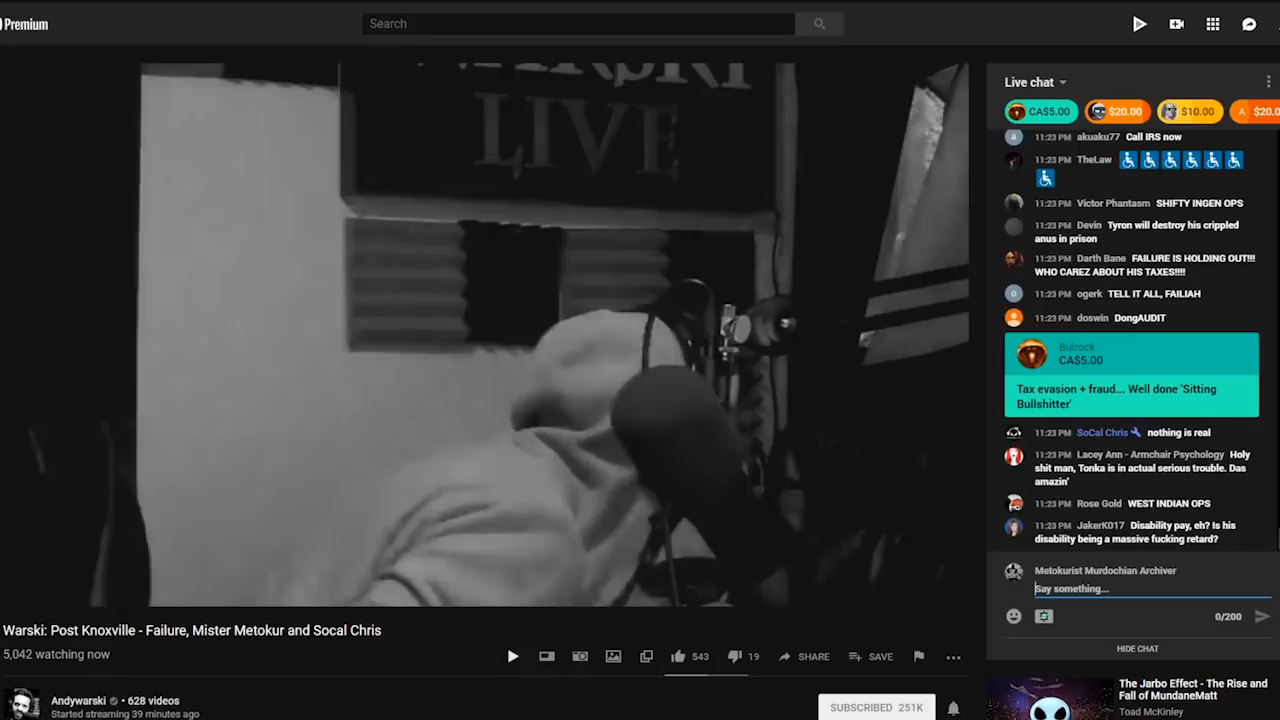 Premium
Search
LIVE
Live chat
CA$5.00
$20.00
$10.00
A $20.0
a 11:23 PM akuaku77 Call IRS now
11:23 PM TheLaw
11:23 PM Victor Phantasm SHIFTY INGEN OPS
11:23 PM Devin Tyron will destroy his crippled
anus in prison
11:23 PM Darth Bane FAILURE IS HOLDING OUT!!!
WHO CAREZ ABOUT HIS TAXES!!!!
o 11:23 PM ogerk TELL IT ALL, FAILIAH
11:23 PM doswin DongAUDIT
Bulrock
CA$5.00
Tax evasion + fraud... Well done 'Sitting
Bullshitter'
11:23 PM SoCal Chris nothing is real
11:23 PM Lacey Ann - Armchair Psychology Holy
shit man, Tonka is in actual serious trouble. Das
amazin'
11:23 PM Rose Gold WEST INDIAN OPS
11:23 PM JakerK017 Disability pay, eh? Is his
disability being a massive fucking retard?
Metokurist Murdochian Archiver
Say something...
0/200
HIDE CHAT
Warski: Post Knoxville - Failure, Mister Metokur and Socal Chris
5,042 watching now
543
19
SHARE
SAVE
Andywarski • 628 videos
Started streaming 39 minutes ago
SUBSCRIBED 251K
The Jarbo Effect - The Rise and
Fall of MundaneMatt
Toad McKinley